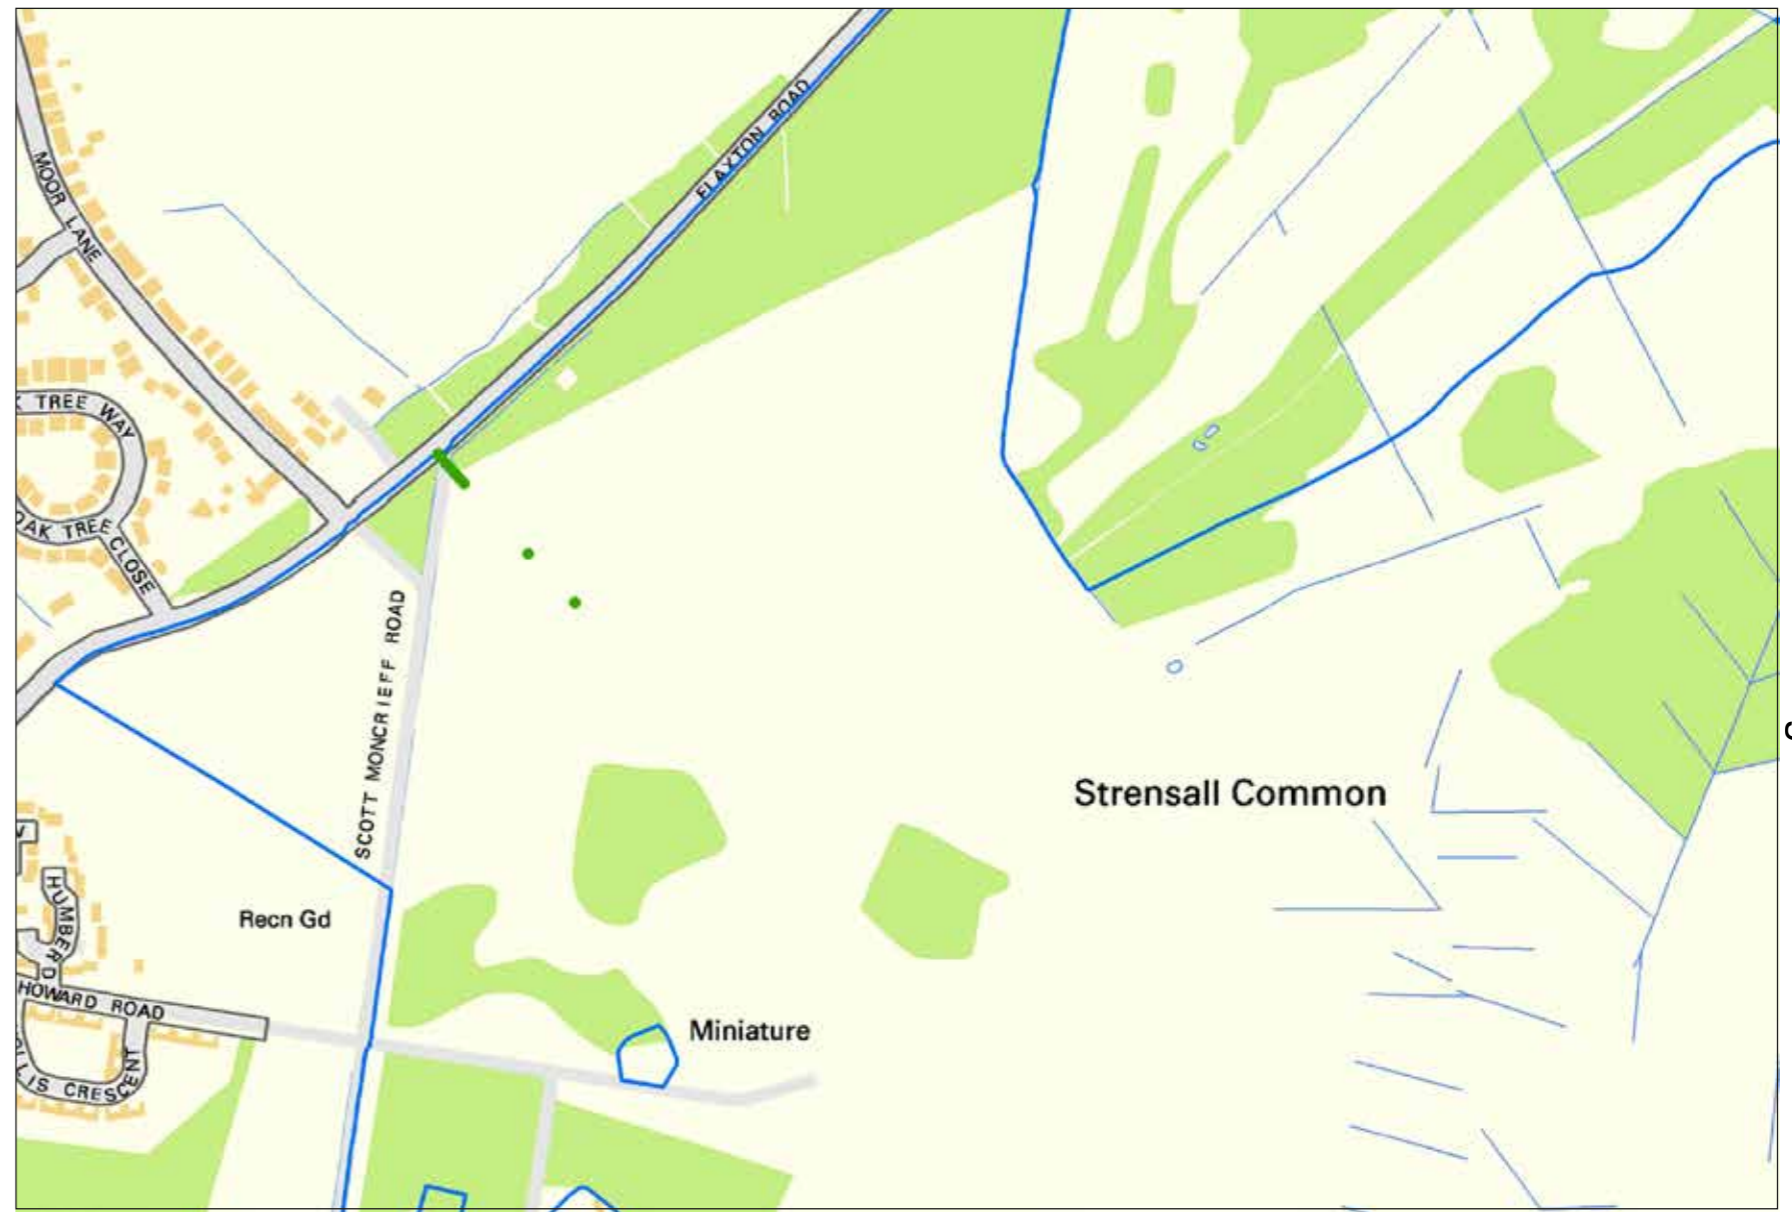 FLAXTON ROAD
MOOR LANE
TREE WAY
OAK TREE CLOSE
SCOTT MONCRIEFF ROAD
Strensall Common
Recn Gd
HUMBER D
HOWARD ROAD
Miniature
CRESCENT